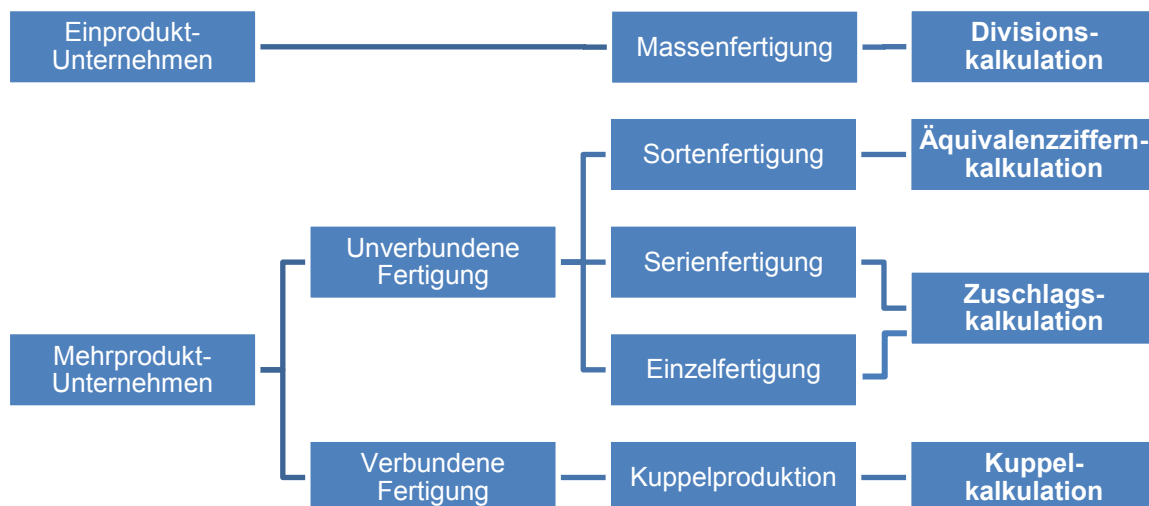 Einprodukt-
Unternehmen
Massenfertigung
Divisions-
kalkulation
Sortenfertigung
Äquivalenzziffern-
kalkulation
Unverbundene
Fertigung
Serienfertigung
Zuschlags-
kalkulation
Mehrprodukt-
Unternehmen
Einzelfertigung
Verbundene
Fertigung
Kuppelproduktion
Kuppel-
kalkulation